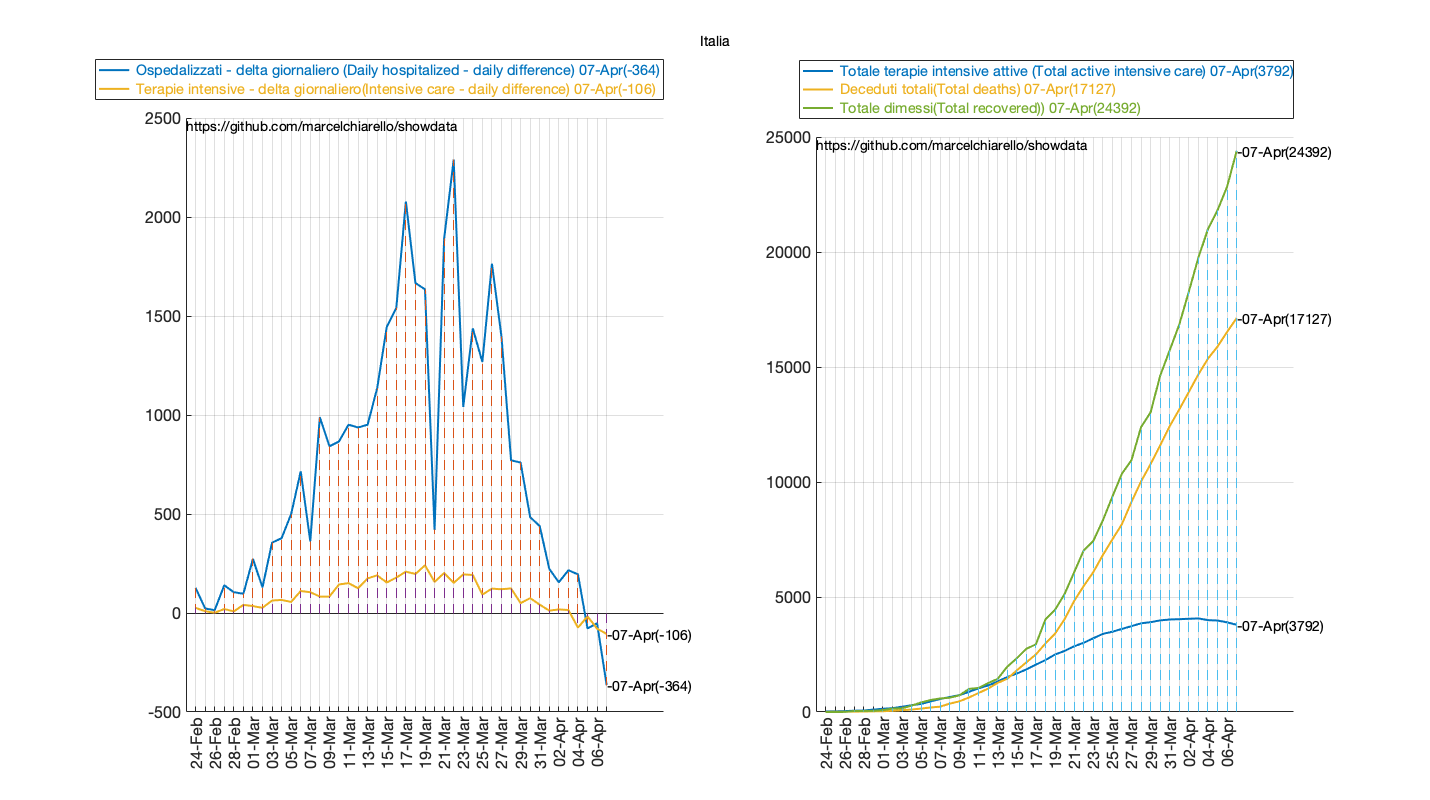 Italia
Ospedalizzati - delta giornaliero (Daily hospitalized - daily difference) 07-Apr(-364)
Terapie intensive - delta giornaliero(Intensive care - daily difference) 07-Apr(-106)
2500
https://github.com/marcelchiarello/showdata
2000
1500
1000
500
0
-07-Apr(-106)
-07-Apr(-364)
-500
24-Feb
26-Feb
28-Feb
01-Mar
03-Mar
05-Mar
07-Mar
09-Mar
11-Mar
13-Mar
15-Mar
17-Mar
19-Mar
21-Mar
23-Mar
25-Mar
27-Mar
29-Mar
31-Mar
02-Apr
04-Apr
06-Apr
Totale terapie intensive attive (Total active intensive care) 07-Apr(3792)
Deceduti totali(Total deaths) 07-Apr(17127)
Totale dimessi(Total recovered)) 07-Apr(24392)
25000
https://github.com/marcelchiarello/showdata
-07-Apr(24392)
20000
-07-Apr(17127)
15000
10000
5000
-07-Apr(3792)
0
24-Feb
26-Feb
28-Feb
01-Mar
03-Mar
05-Mar
07-Mar
09-Mar
11-Mar
13-Mar
15-Mar
17-Mar
19-Mar
21-Mar
23-Mar
25-Mar
27-Mar
29-Mar
31-Mar
02-Apr
04-Apr
06-Apr